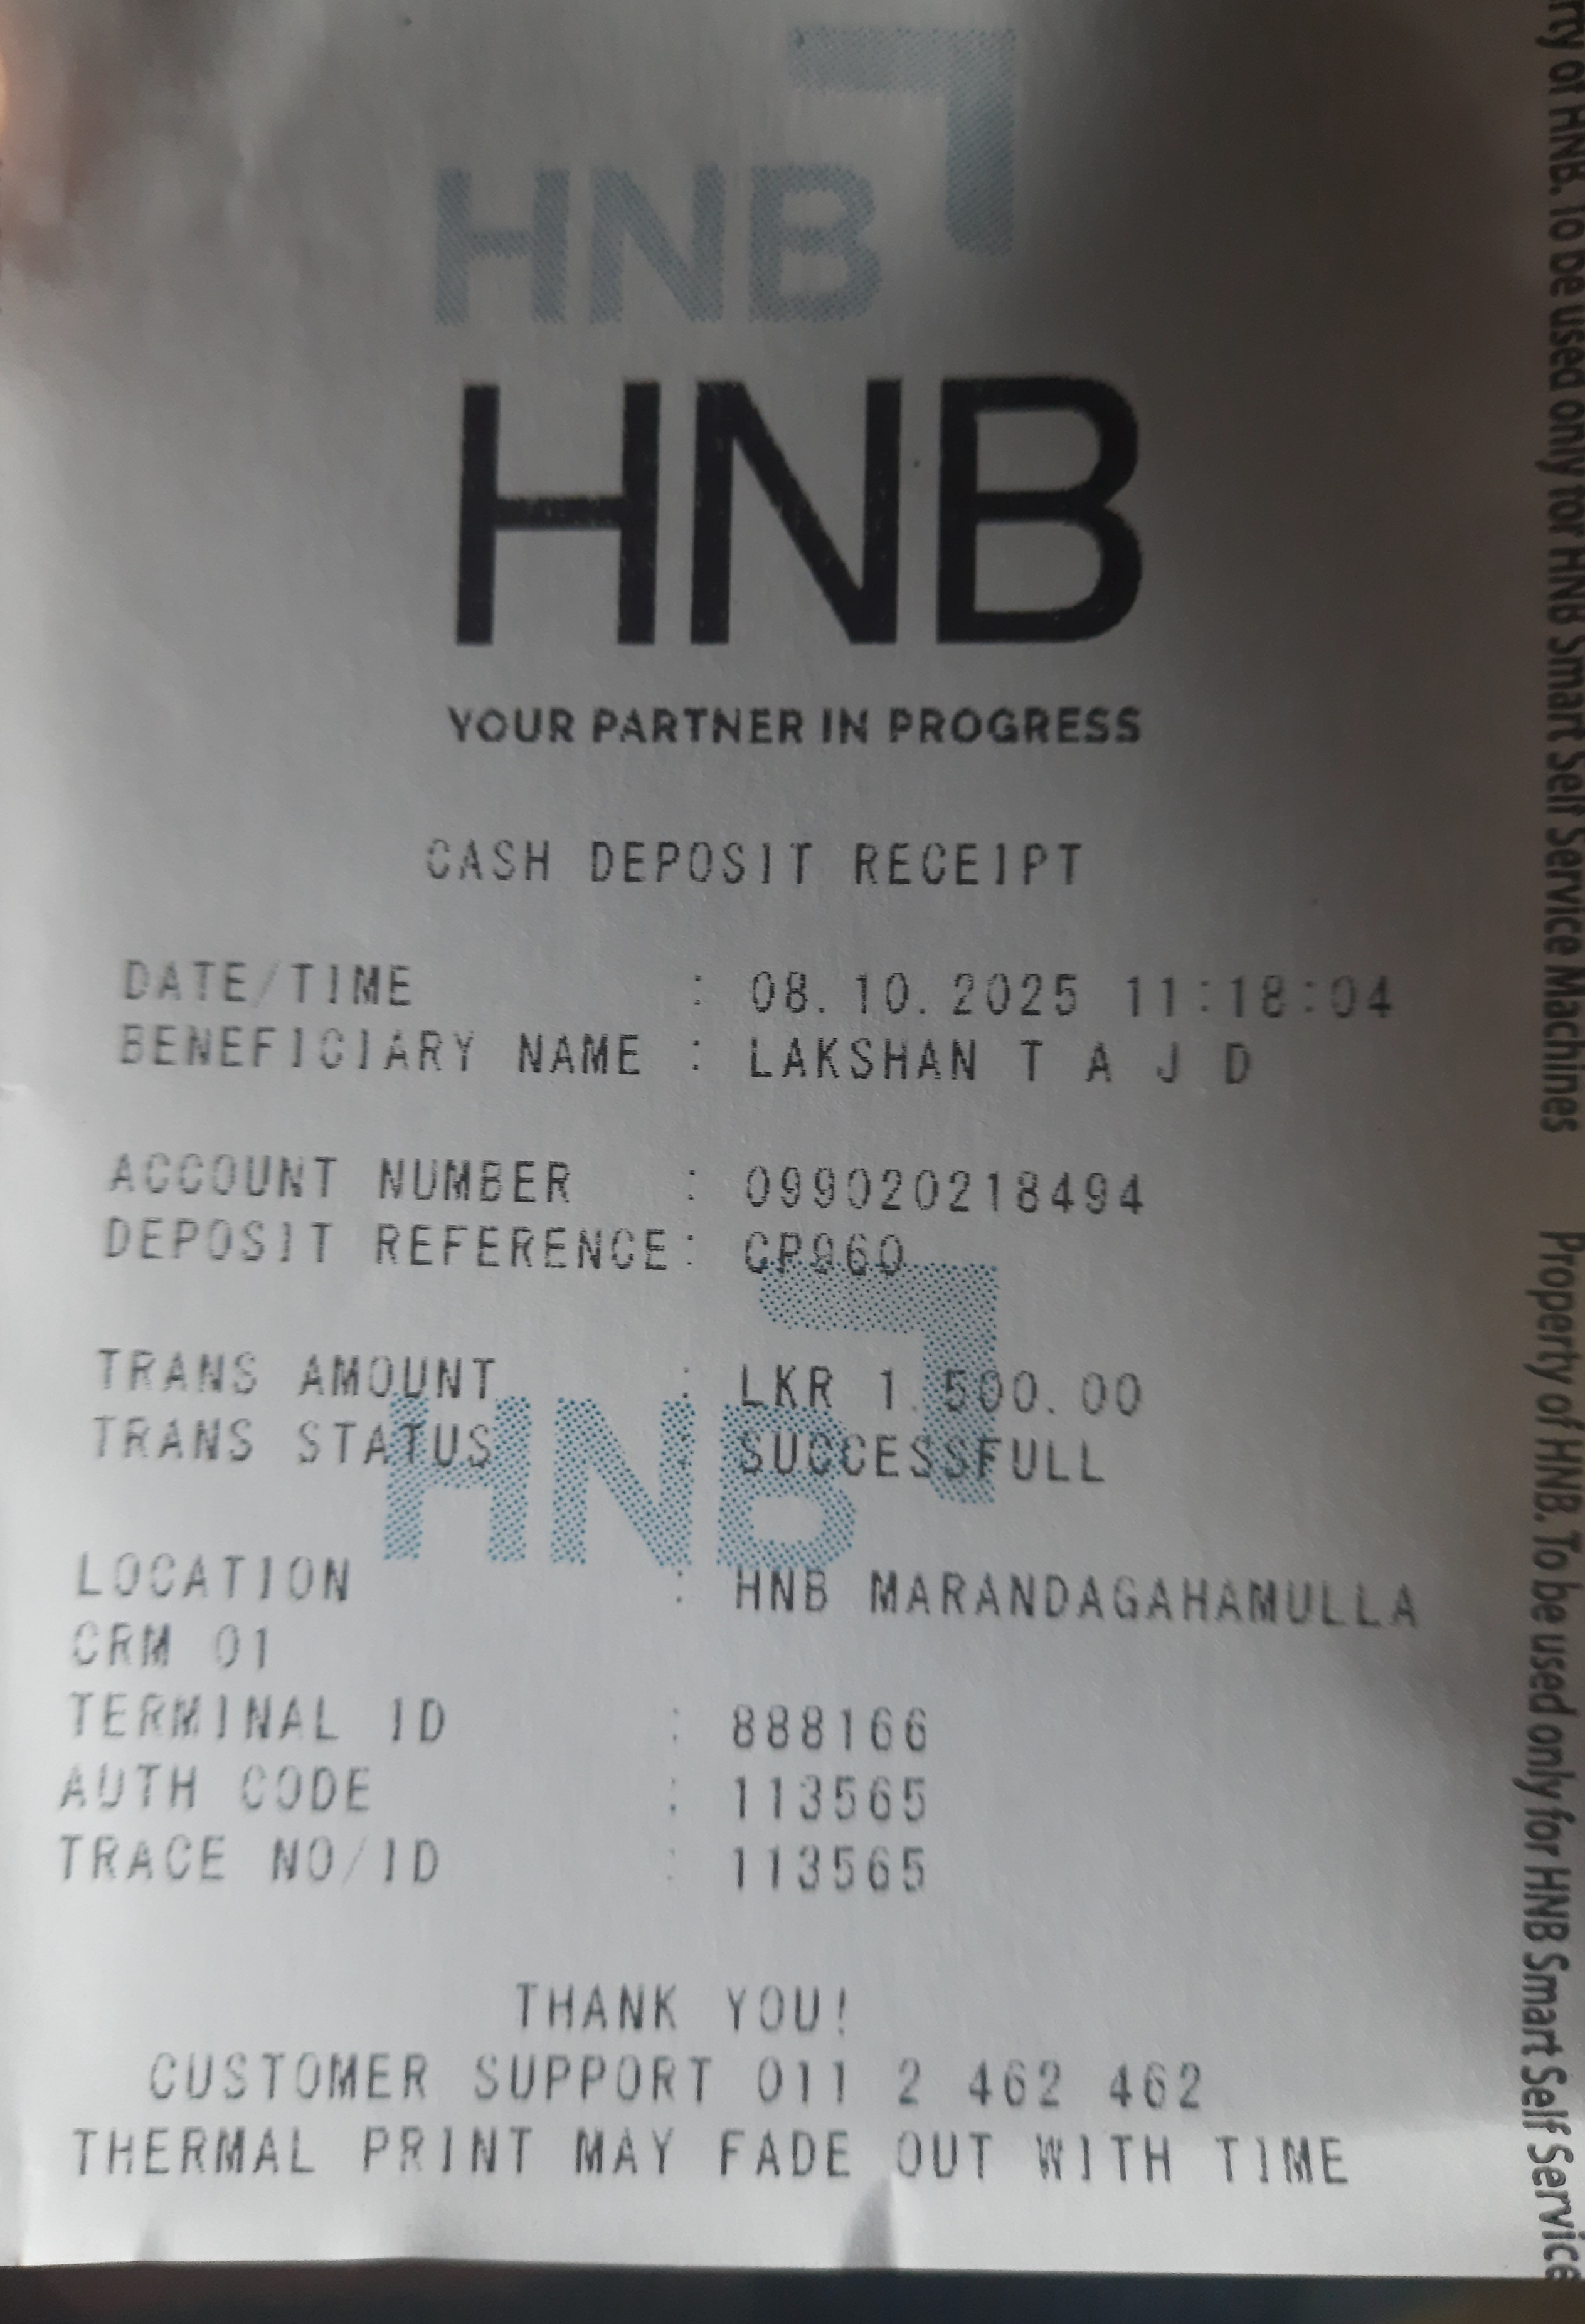 HNB
HNB
YOUR PARTNER IN PROGRESS
CASH DEPOSIT RECEIPT
DATE/TIME : 08.10.2025 11:18:04
BENEFICIARY NAME : LAKSHAN T A J D
ACCOUNT NUMBER : 099020218494
DEPOSIT REFERENCE: CP960
TRANS AMOUNT : LKR 1,500.00
TRANS STATUS : SUCCESSFULL
HNB
LOCATION : HNB MARANDAGAHAMULLA
CRM 01
TERMINAL ID : 888166
AUTH CODE : 113565
TRACE NO/ID : 113565
THANK YOU!
CUSTOMER SUPPORT 011 2 462 462
THERMAL PRINT MAY FADE OUT WITH TIME
of HNB. To be used only for HNB Smart Self Service Machines
Property of HNB. To be used only for HNB Smart Self Service